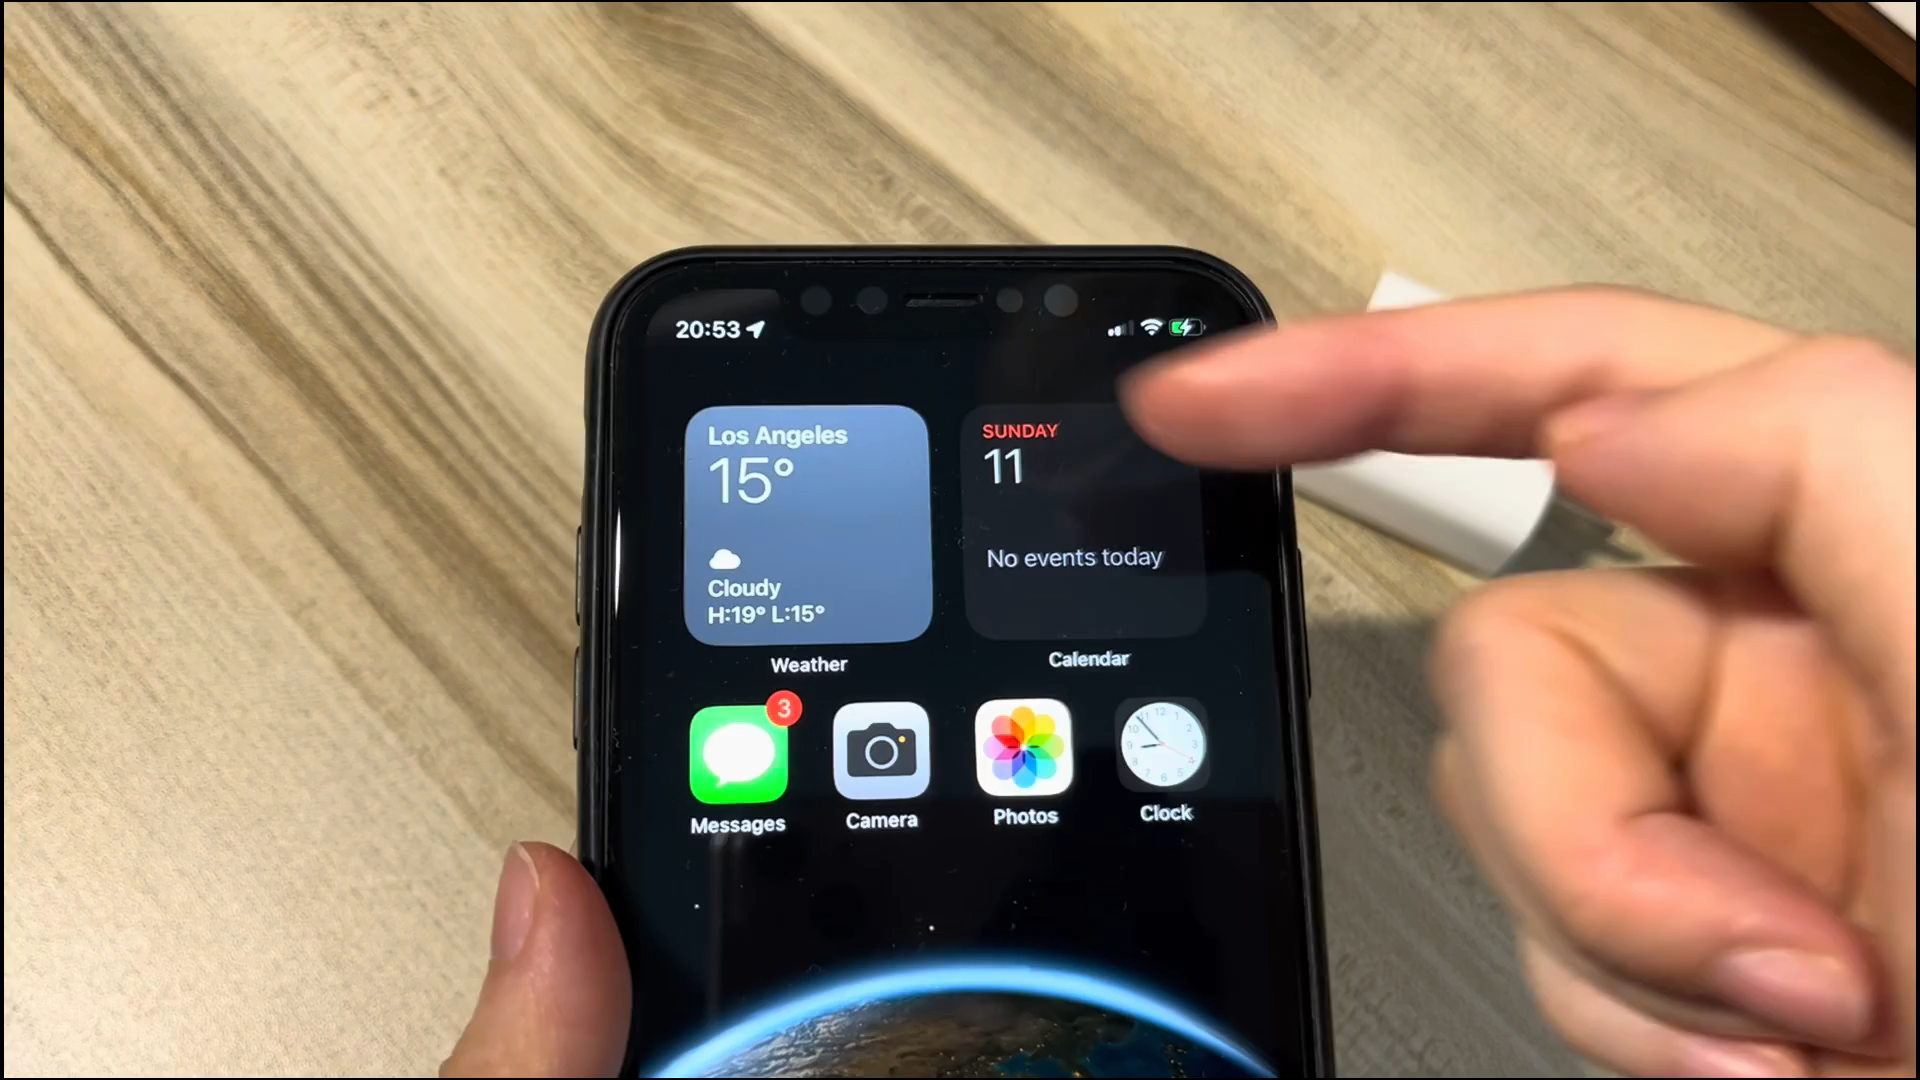 20:53
Los Angeles
15°
Cloudy
H:19° L:15°
Weather
SUNDAY
11
No events today
Calendar
3
Messages
Camera
Photos
Clock